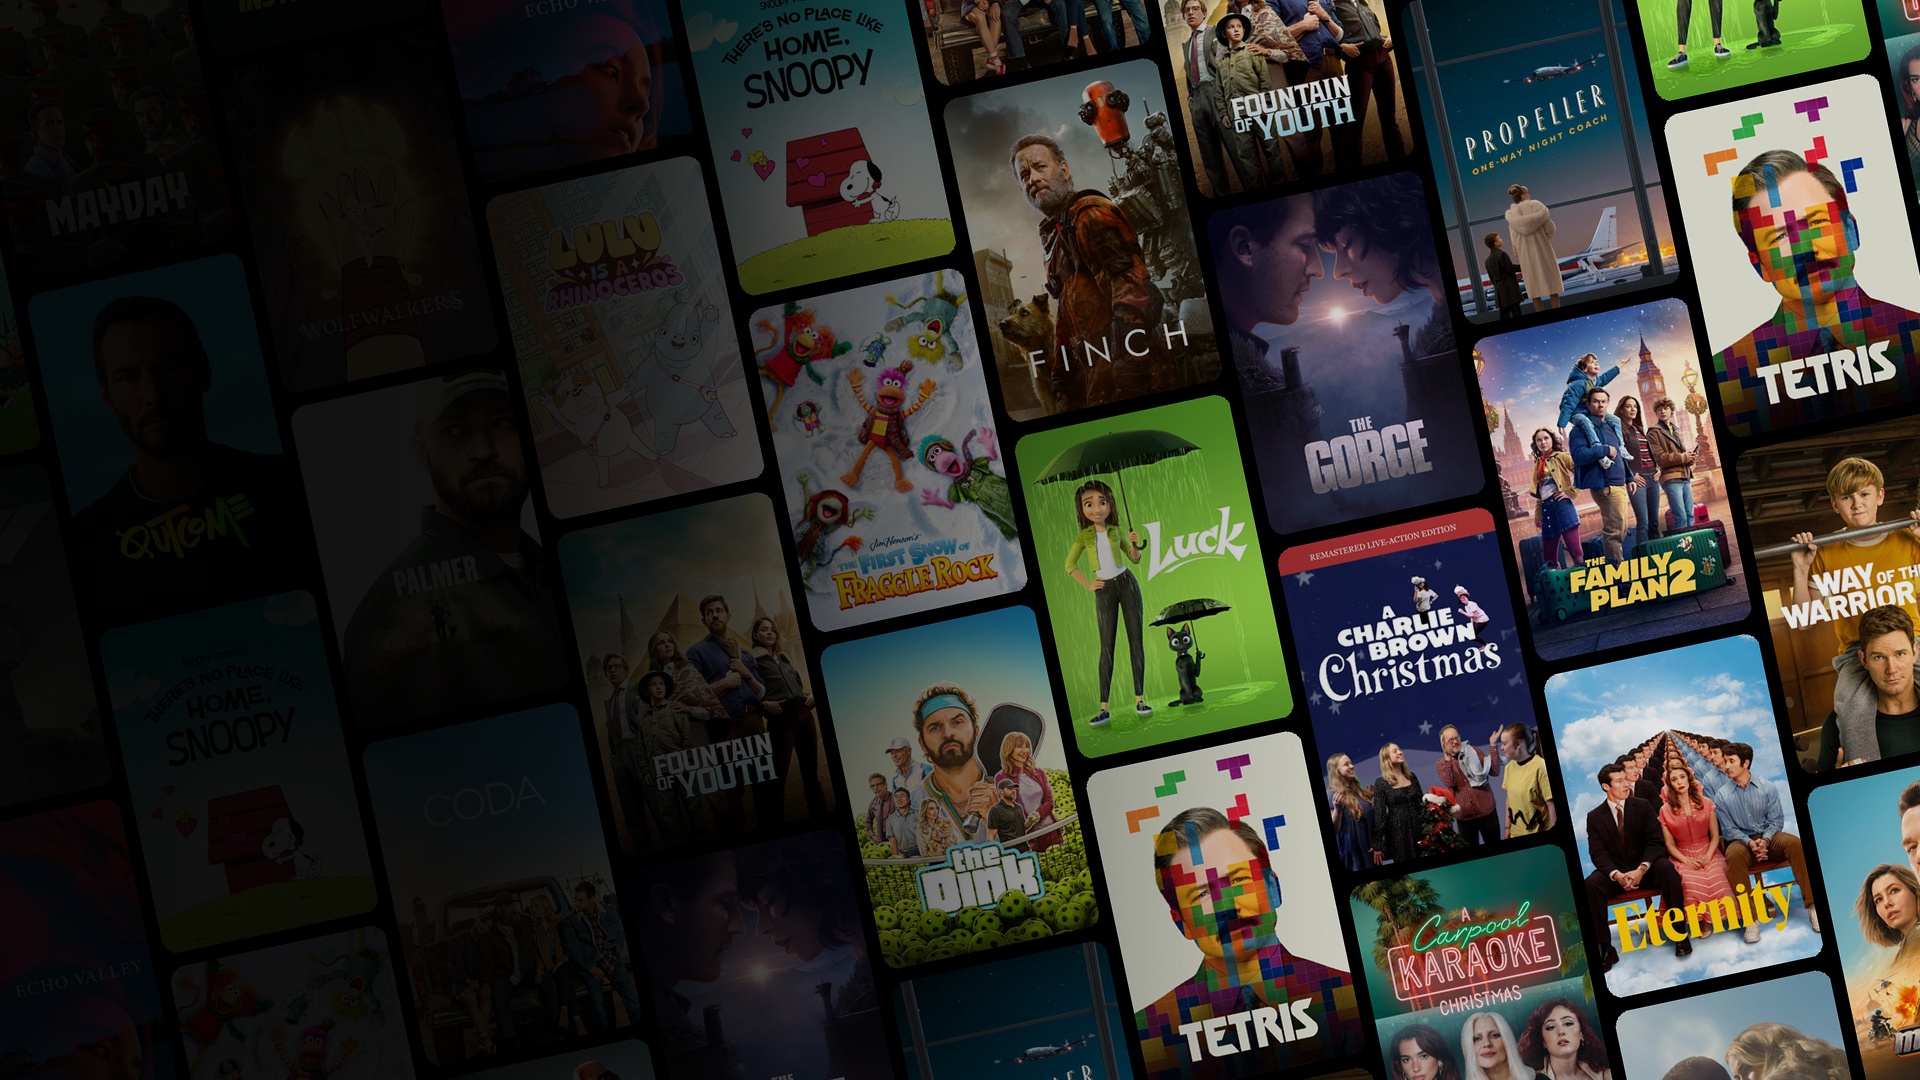 MAYDAY
ECHO VALLEY
SNOOPY
THERE'S NO PLACE LIKE
HOME,
SNOOPY
FOUNTAIN
OF YOUTH
PROPELLER
ONE-WAY NIGHT COACH
WOLFWALKERS
LULU
IS A
RHINOCEROS
FINCH
TETRIS
OUTCOME
PALMER
Jim Henson's
THE FIRST SNOW OF
FRAGGLE ROCK
Luck
THE
GORGE
THE
FAMILY
PLAN 2
WAY OF THE
WARRIOR
REMASTERED LIVE-ACTION EDITION
A
CHARLIE
BROWN
Christmas
THERE'S NO PLACE LIKE
HOME,
SNOOPY
CODA
FOUNTAIN
OF YOUTH
the
Dink
Eternity
ECHO VALLEY
TETRIS
A
Carpool
KARAOKE
CHRISTMAS
THE